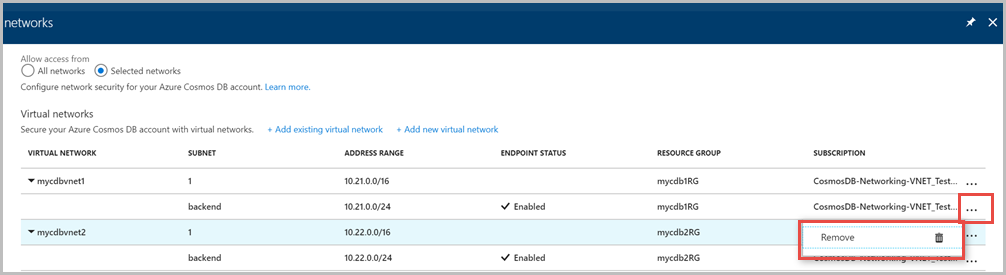 networks
Allow access from
All networks Selected networks
Configure network security for your Azure Cosmos DB account. Learn more.
Virtual networks
Secure your Azure Cosmos DB account with virtual networks. + Add existing virtual network + Add new virtual network
VIRTUAL NETWORK SUBNET ADDRESS RANGE ENDPOINT STATUS RESOURCE GROUP SUBSCRIPTION
mycdbvnet1 1 10.21.0.0/16 mycdb1RG CosmosDB-Networking-VNET_Test... ...
backend 10.21.0.0/24 Enabled mycdb1RG CosmosDB-Networking-VNET_Test... ...
mycdbvnet2 1 10.22.0.0/16 mycdb2RG Remove ...
backend 10.22.0.0/24 Enabled mycdb2RG CosmosDB-Networking-VNET_Test... ...